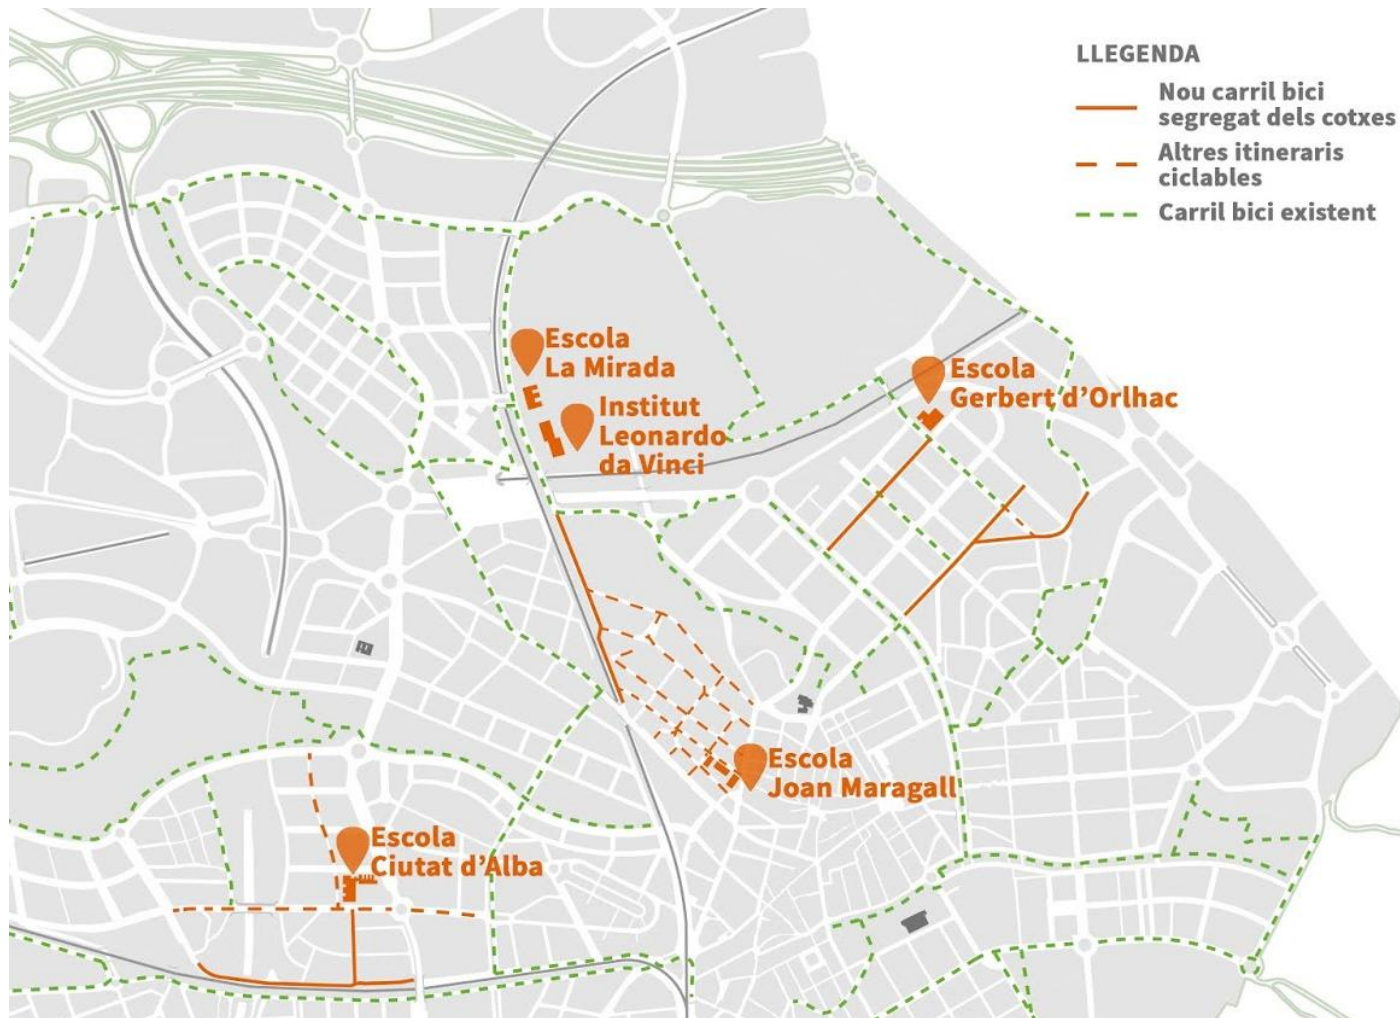 LLEGENDA
Nou carril bici
segregat dels cotxes
Altres itineraris
ciclables
Carril bici existent
Escola
La Mirada
Institut
Leonardo
da Vinci
Escola
Gerbert d’Orlhac
Escola
Joan Maragall
Escola
Ciutat d’Alba